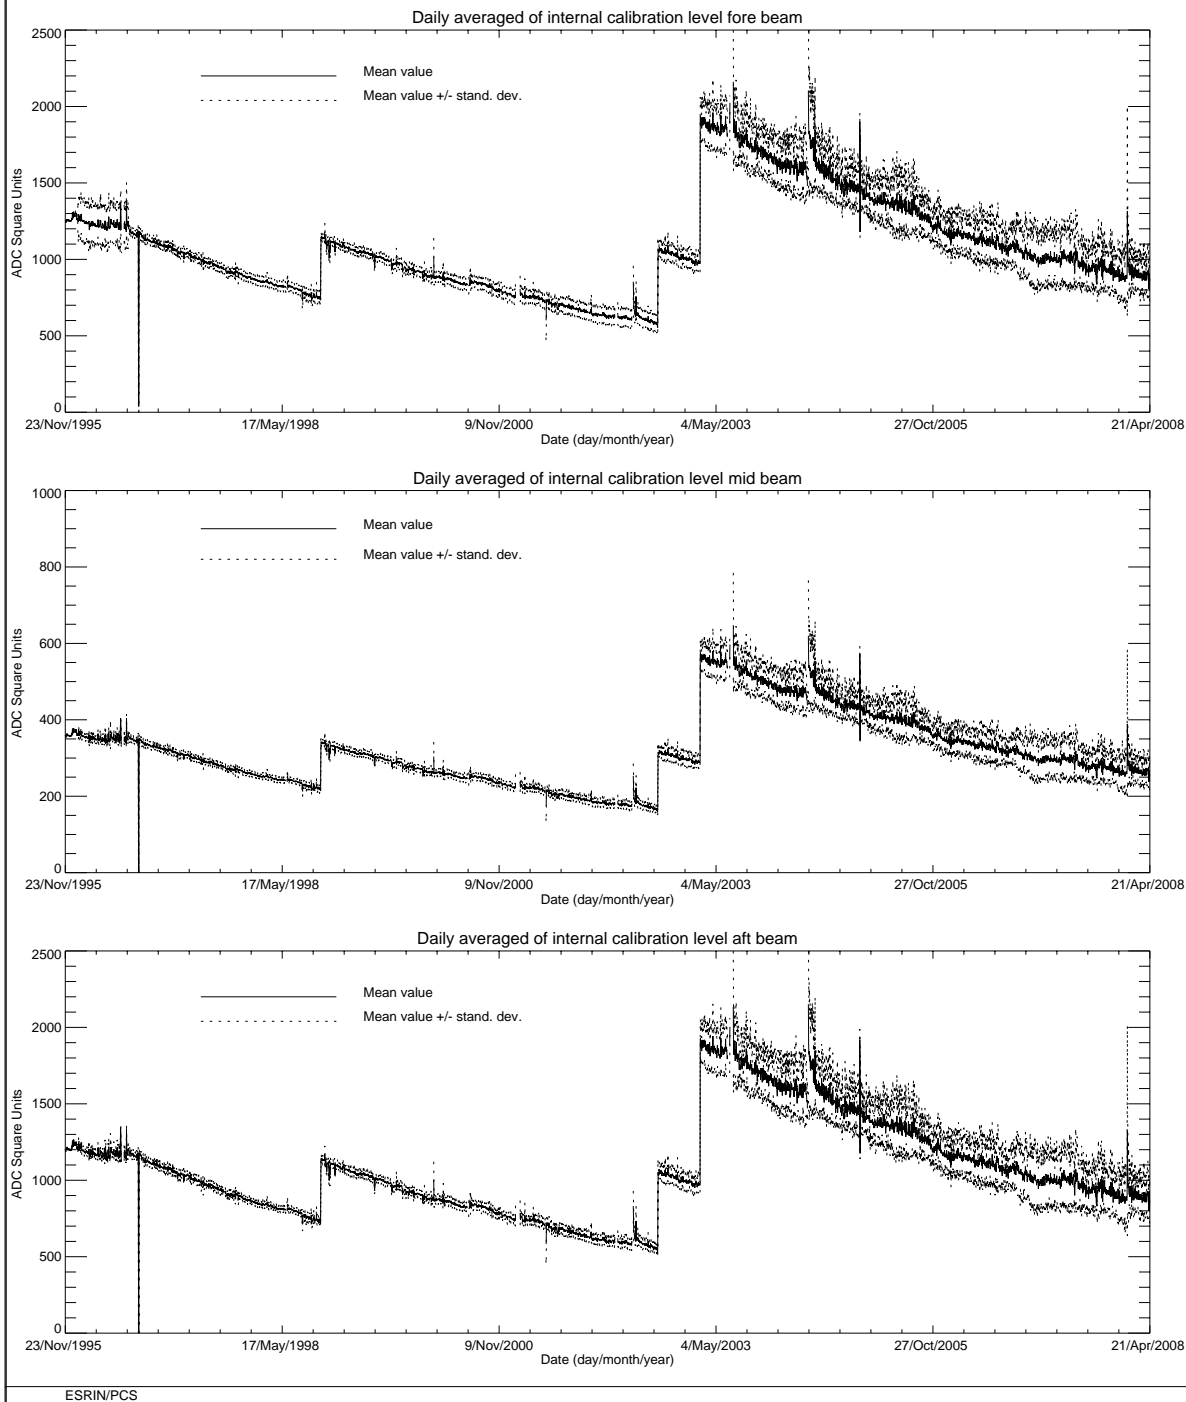 Daily averaged of internal calibration level fore beam
2500
Mean value
Mean value +/- stand. dev.
2000
1500
ADC Square Units
1000
500
0
23/Nov/1995 17/May/1998 9/Nov/2000 4/May/2003 27/Oct/2005 21/Apr/2008
Date (day/month/year)
Daily averaged of internal calibration level mid beam
1000
Mean value
Mean value +/- stand. dev.
800
600
ADC Square Units
400
200
0
23/Nov/1995 17/May/1998 9/Nov/2000 4/May/2003 27/Oct/2005 21/Apr/2008
Date (day/month/year)
Daily averaged of internal calibration level aft beam
2500
Mean value
Mean value +/- stand. dev.
2000
1500
ADC Square Units
1000
500
0
23/Nov/1995 17/May/1998 9/Nov/2000 4/May/2003 27/Oct/2005 21/Apr/2008
Date (day/month/year)
ESRIN/PCS